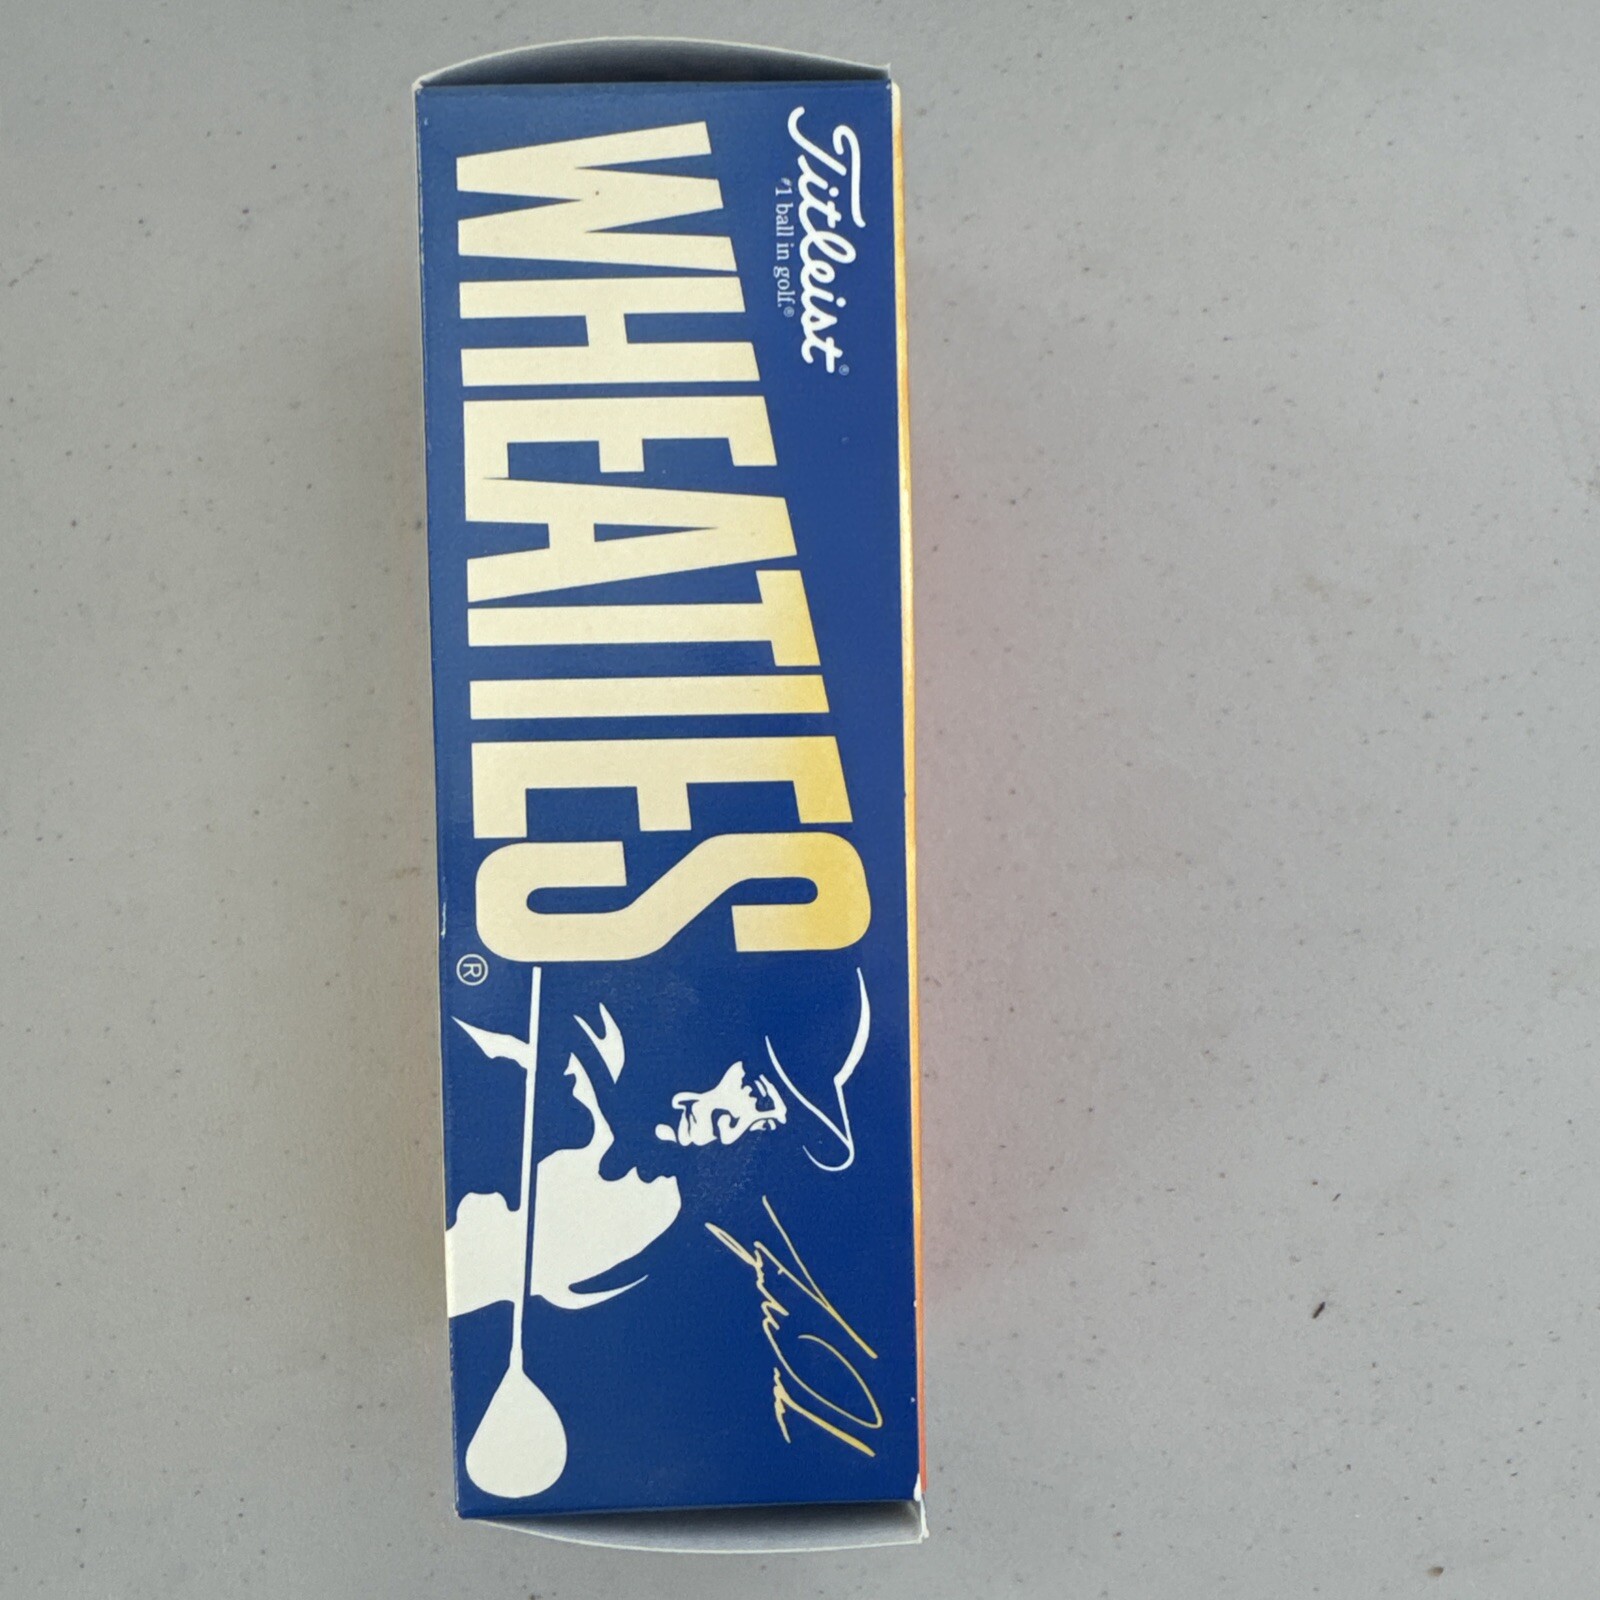 Titleist®
#1 ball in golf.®
WHEATIES®